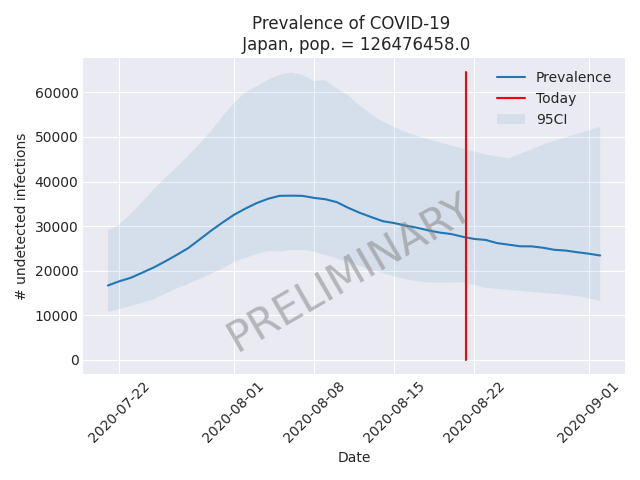 Prevalence of COVID-19
Japan, pop. = 126476458.0
# undetected infections
60000
50000
40000
30000
20000
10000
0
Prevalence
Today
95CI
PRELIMINARY
2020-07-22
2020-08-01
2020-08-08
2020-08-15
2020-08-22
2020-09-01
Date